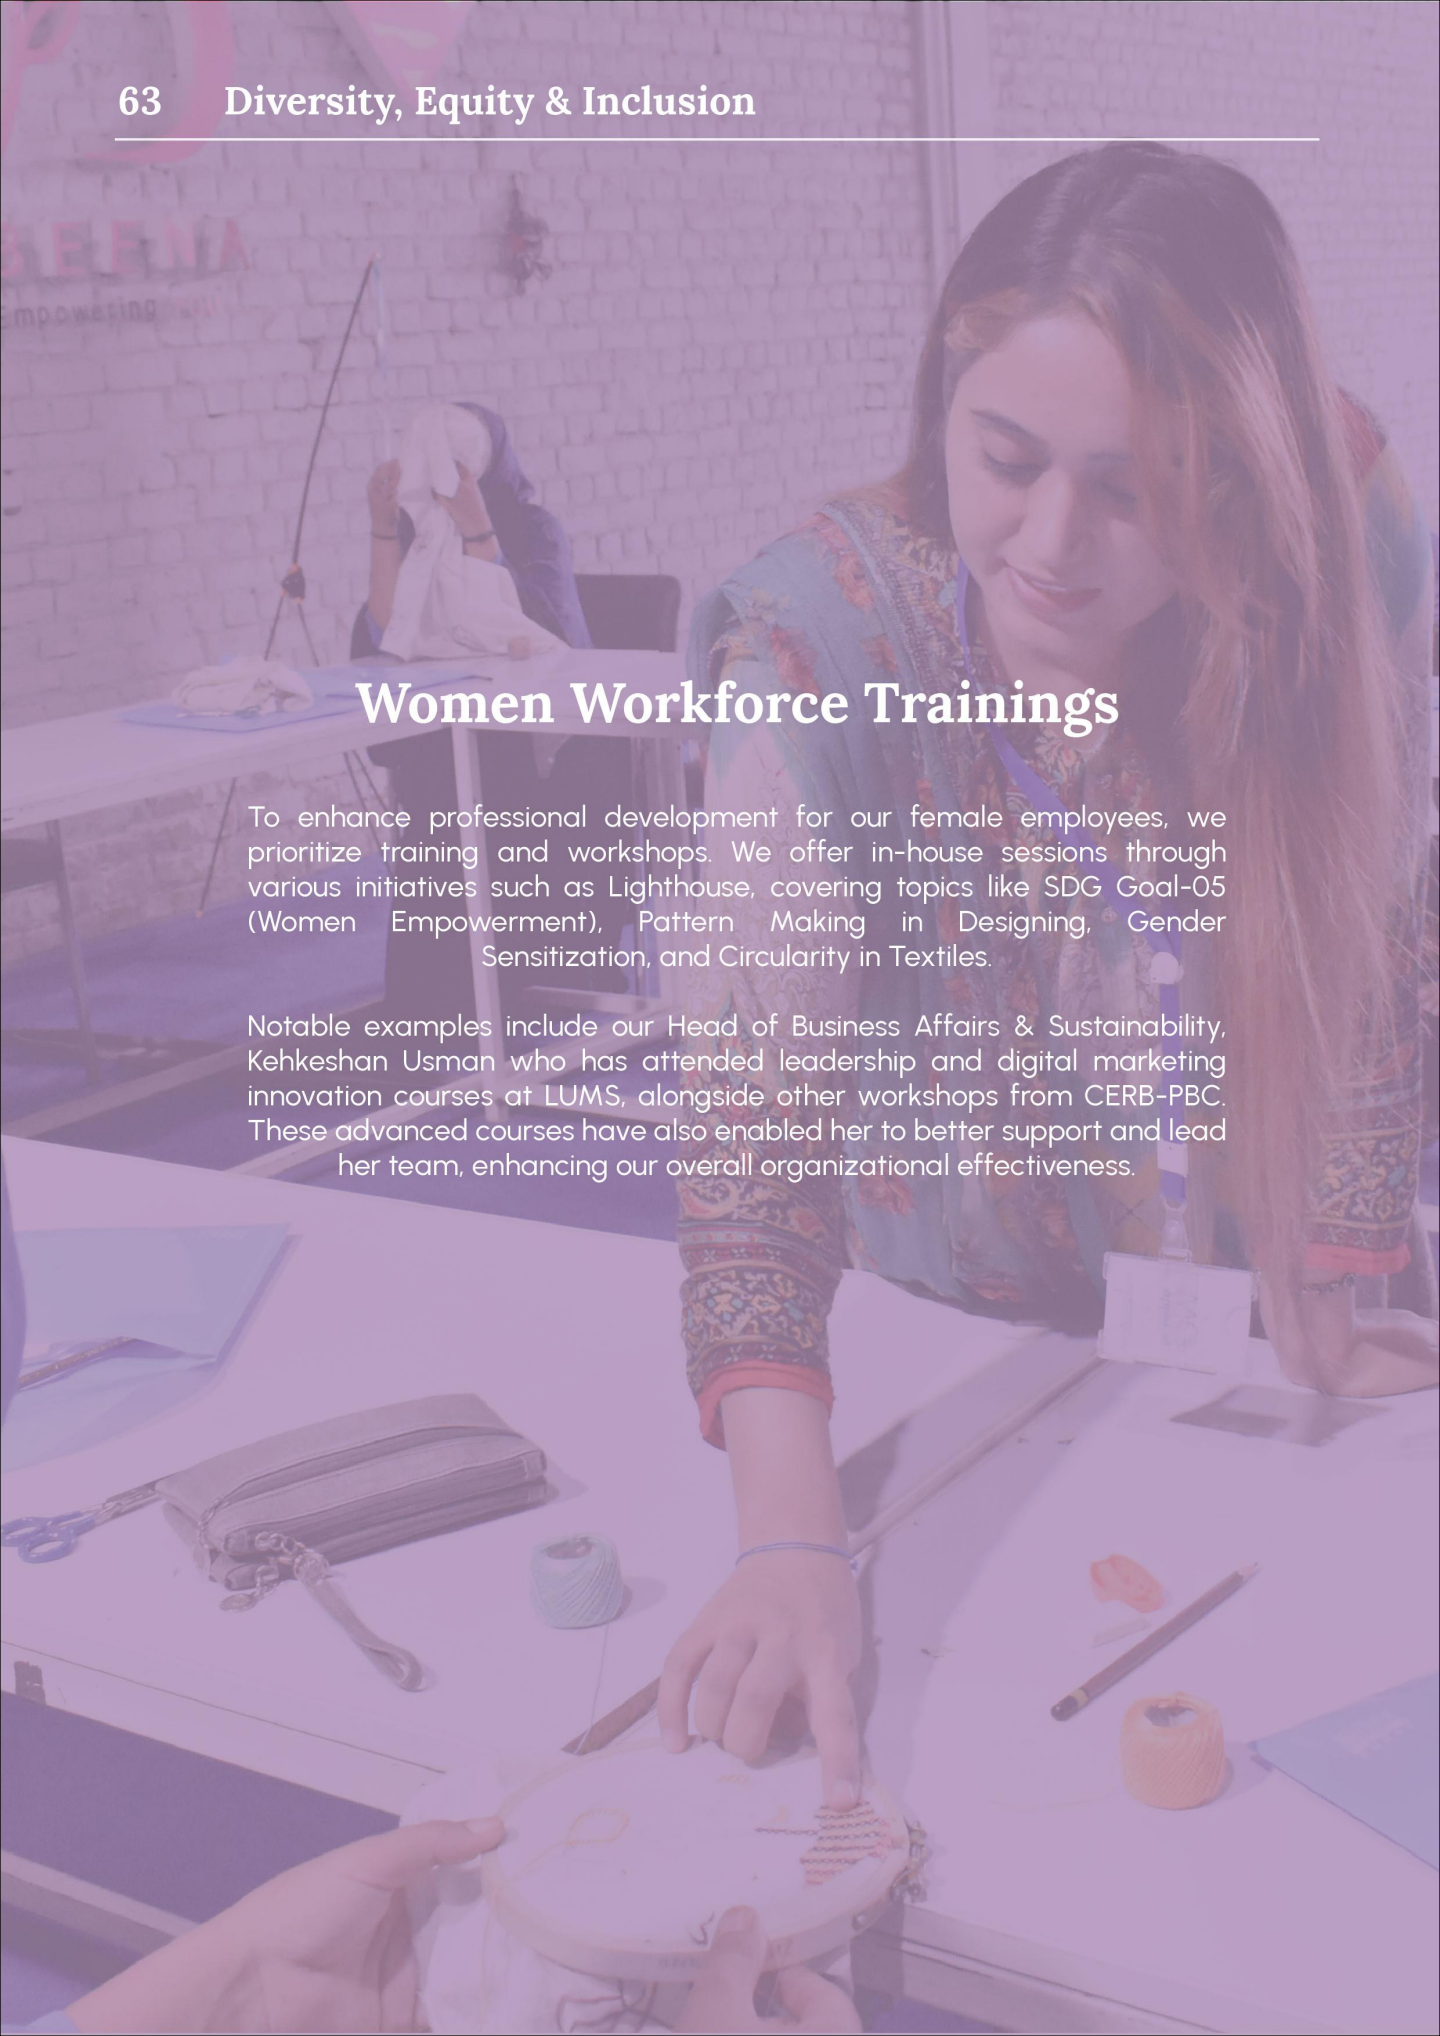 63 Diversity, Equity & Inclusion
EENA
Empowering
Women Workforce Trainings
To enhance professional development for our female employees, we
prioritize training and workshops. We offer in-house sessions through
various initiatives such as Lighthouse, covering topics like SDG Goal-05
(Women Empowerment), Pattern Making in Designing, Gender
Sensitization, and Circularity in Textiles.
Notable examples include our Head of Business Affairs & Sustainability,
Kehkeshan Usman who has attended leadership and digital marketing
innovation courses at LUMS, alongside other workshops from CERB-PBC.
These advanced courses have also enabled her to better support and lead
her team, enhancing our overall organizational effectiveness.